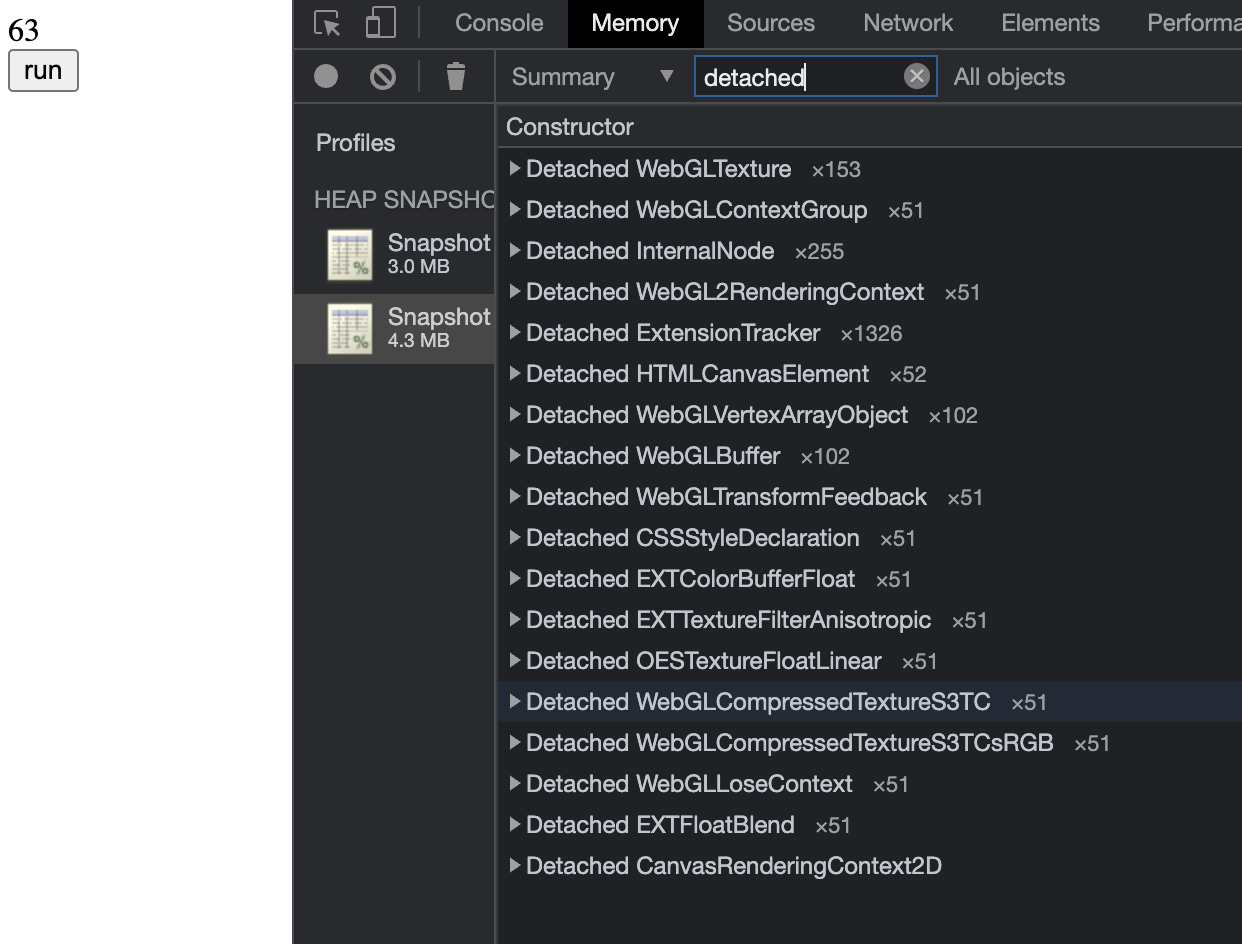 63
run
Console Memory Sources Network Elements Performa
Summary ▼ detached All objects
Profiles
HEAP SNAPSHO
Snapshot
3.0 MB
Snapshot
4.3 MB
Constructor
Detached WebGLTexture ×153
Detached WebGLContextGroup ×51
Detached InternalNode ×255
Detached WebGL2RenderingContext ×51
Detached ExtensionTracker ×1326
Detached HTMLCanvasElement ×52
Detached WebGLVertexArrayObject ×102
Detached WebGLBuffer ×102
Detached WebGLTransformFeedback ×51
Detached CSSStyleDeclaration ×51
Detached EXTColorBufferFloat ×51
Detached EXTTextureFilterAnisotropic ×51
Detached OESTextureFloatLinear ×51
Detached WebGLCompressedTextureS3TC ×51
Detached WebGLCompressedTextureS3TCsRGB ×51
Detached WebGLLoseContext ×51
Detached EXTFloatBlend ×51
Detached CanvasRenderingContext2D